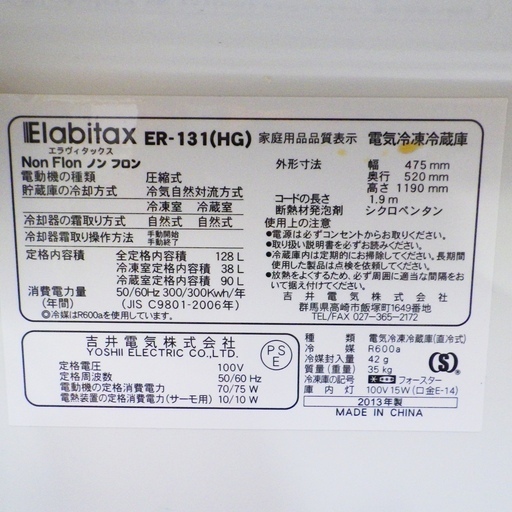 Elabitax ER-131(HG) 家庭用品品質表示 電気冷凍冷蔵庫
エラヴィタックス
Non Flon ノン フロン
電動機の種類 圧縮式
貯蔵庫の冷却方式 冷気自然対流方式
冷凍室 冷蔵室
冷却器の霜取り方式 自然式 自然式
冷却器霜取り操作方法 手動開始
手動終了
定格内容積 全定格内容積 128 L
冷凍室定格内容積 38 L
冷蔵室定格内容積 90 L
消費電力量 50/60Hz 300/300Kwh/年
(年間) (JIS C9801-2006年)
◎冷媒はR600aを使用しています。
外形寸法 幅 475 mm
奥行 520 mm
高さ 1190 mm
コードの長さ 1.9 m
断熱材発泡剤 シクロペンタン
使用上の注意
●電源は必ずコンセントからお取りください。
●取り扱い説明書を必ずお読みください。
●冷蔵庫内は定期的にお掃除してください。長期間
使用した製品は点検を依頼してください。
●放熱をよくするため、必ず周囲に適当な間隔をお
いて据え付けてください。
吉井電気株式会社
群馬県高崎市飯塚町1649番地
TEL/FAX 027-365-2172
吉井電気株式会社
YOSHII ELECTRIC CO.,LTD.
PSE
定格電圧 100V
定格周波数 50/60 Hz
電動機の定格消費電力 70/75 W
電熱装置の定格消費電力(サーモ用) 10/10 W
種類 電気冷凍冷蔵庫(直冷式)
冷媒 R600a
冷媒封入量 42g
質量(重量) 35 kg
冷凍庫の記号 フォースター
庫内灯 100V 15W (口金E-14)
2013年製
MADE IN CHINA
S